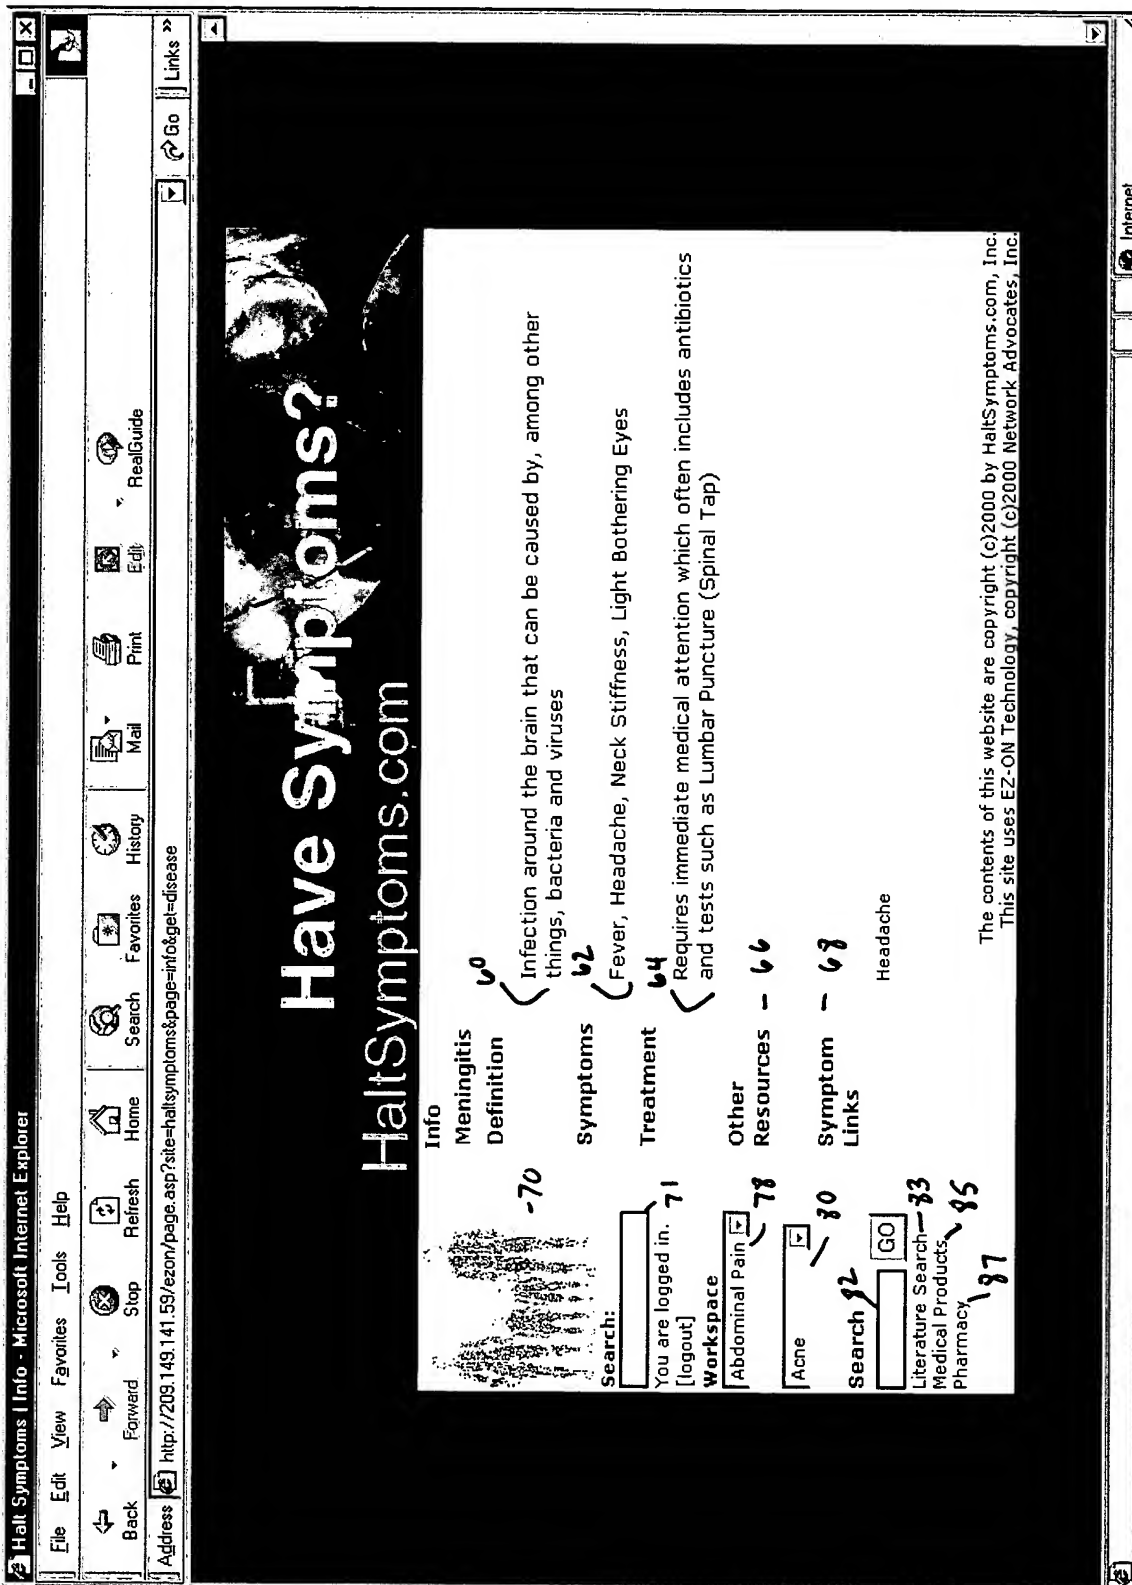 Halt Symptoms | Info - Microsoft Internet Explorer
File Edit View Favorites Tools Help
Back Forward Stop Refresh Home Search Favorites History Mail Print Edit RealGuide
Address http://209.149.141.59/ezon/page.asp?site=haltsymptoms&page=info&get=disease Go Links »
Have Symptoms?
HaltSymptoms.com
-70
Search:
71
You are logged in.
[logout]
Workspace
Abdominal Pain
78
Acne
80
Search 82
GO
Literature Search-83
Medical Products 85
Pharmacy 87
Info
Meningitis
Definition 60
Infection around the brain that can be caused by, among other
things, bacteria and viruses
Symptoms 62
Fever, Headache, Neck Stiffness, Light Bothering Eyes
Treatment 64
Requires immediate medical attention which often includes antibiotics
and tests such as Lumbar Puncture (Spinal Tap)
Other
Resources - 66
Symptom - 68
Links
Headache
The contents of this website are copyright (c)2000 by HaltSymptoms.com, Inc.
This site uses EZ-ON Technology, copyright (c)2000 Network Advocates, Inc.
Internet